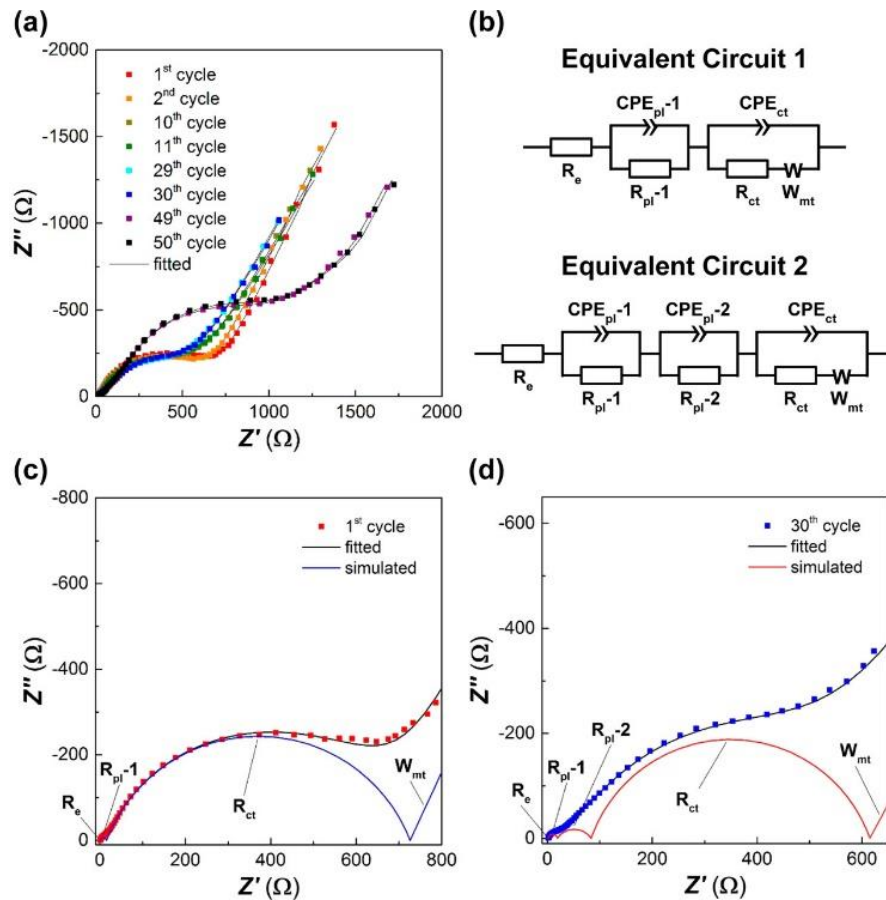 (a)
-2000
-1500
-1000
-500
0
Z″ (Ω)
1st cycle
2nd cycle
10th cycle
11th cycle
29th cycle
30th cycle
49th cycle
50th cycle
fitted
0 500 1000 1500 2000
Z′ (Ω)
(b)
Equivalent Circuit 1
CPEpl-1 CPEct
Re Rpl-1 Rct Wmt
Equivalent Circuit 2
CPEpl-1 CPEpl-2 CPEct
Re Rpl-1 Rpl-2 Rct Wmt
(c)
-800
-600
-400
-200
0
Z″ (Ω)
1st cycle
fitted
simulated
Re
Rpl-1
Rct
Wmt
0 200 400 600 800
Z′ (Ω)
(d)
-600
-400
-200
0
Z″ (Ω)
30th cycle
fitted
simulated
Re
Rpl-1
Rpl-2
Rct
Wmt
0 200 400 600
Z′ (Ω)